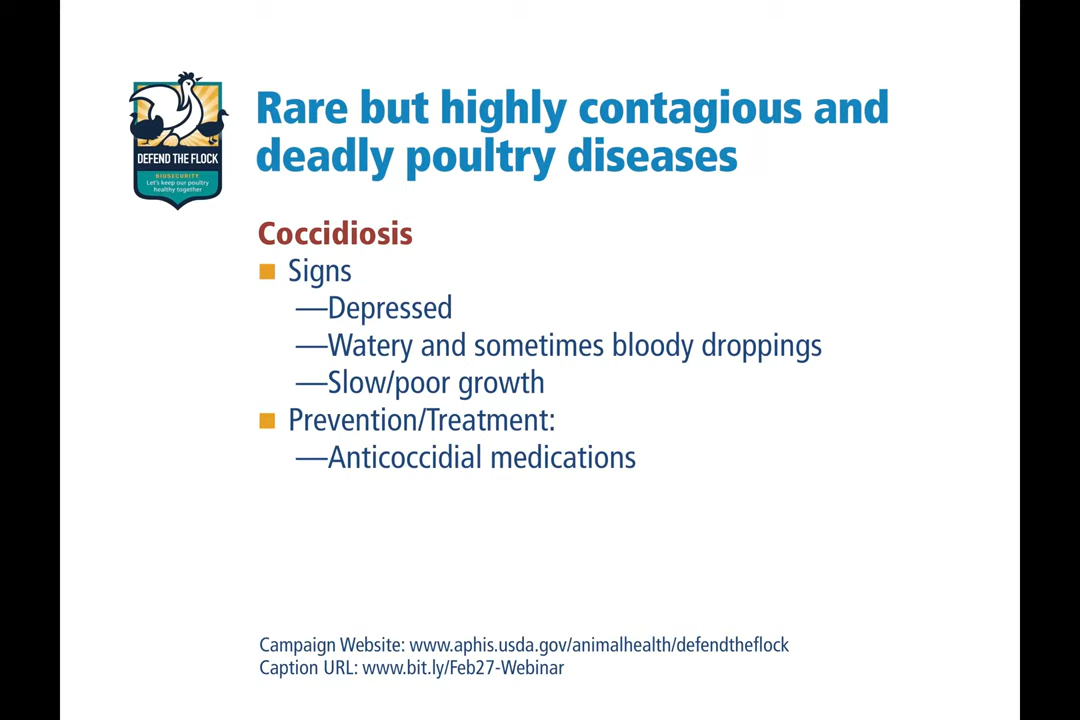 Rare but highly contagious and
deadly poultry diseases
DEFEND THE FLOCK
BIOSECURITY
Let's keep our poultry
healthy together
Coccidiosis
Signs
—Depressed
—Watery and sometimes bloody droppings
—Slow/poor growth
Prevention/Treatment:
—Anticoccidial medications
Campaign Website: www.aphis.usda.gov/animalhealth/defendtheflock
Caption URL: www.bit.ly/Feb27-Webinar